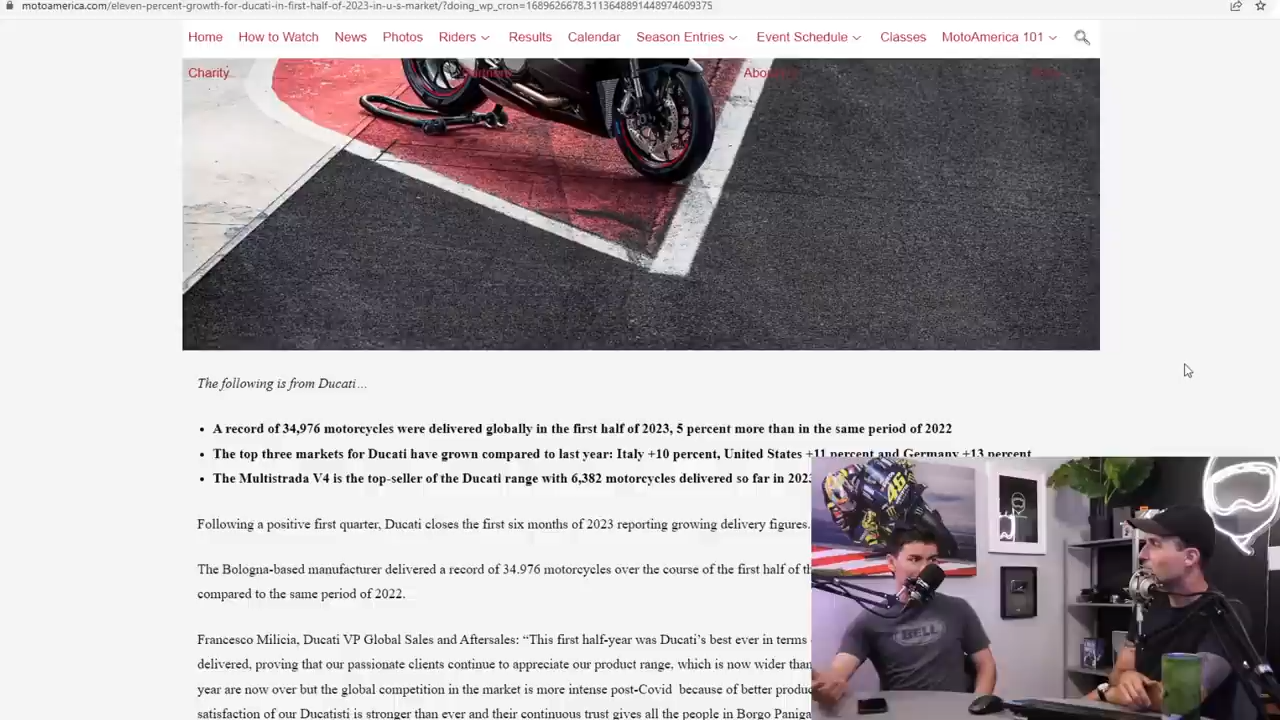 motoamerica.com/eleven-percent-growth-for-ducati-in-first-half-of-2023-in-u-s-market/?doing_wp_cron=1689626678.3113648891448974609375
Home How to Watch News Photos Riders Results Calendar Season Entries Event Schedule Classes MotoAmerica 101
Charity
The following is from Ducati…
• A record of 34,976 motorcycles were delivered globally in the first half of 2023, 5 percent more than in the same period of 2022
• The top three markets for Ducati have grown compared to last year: Italy +10 percent, United States +11 percent and Germany +13 percent
• The Multistrada V4 is the top-seller of the Ducati range with 6,382 motorcycles delivered so far in 2023
Following a positive first quarter, Ducati closes the first six months of 2023 reporting growing delivery figures.
The Bologna-based manufacturer delivered a record of 34.976 motorcycles over the course of the first half of
compared to the same period of 2022.
Francesco Milicia, Ducati VP Global Sales and Aftersales: “This first half-year was Ducati’s best ever in terms
delivered, proving that our passionate clients continue to appreciate our product range, which is now wider than
year are now over but the global competition in the market is more intense post-Covid because of better
satisfaction of our Ducatisti is stronger than ever and their continuous trust gives all the people in Borgo
46
BELL